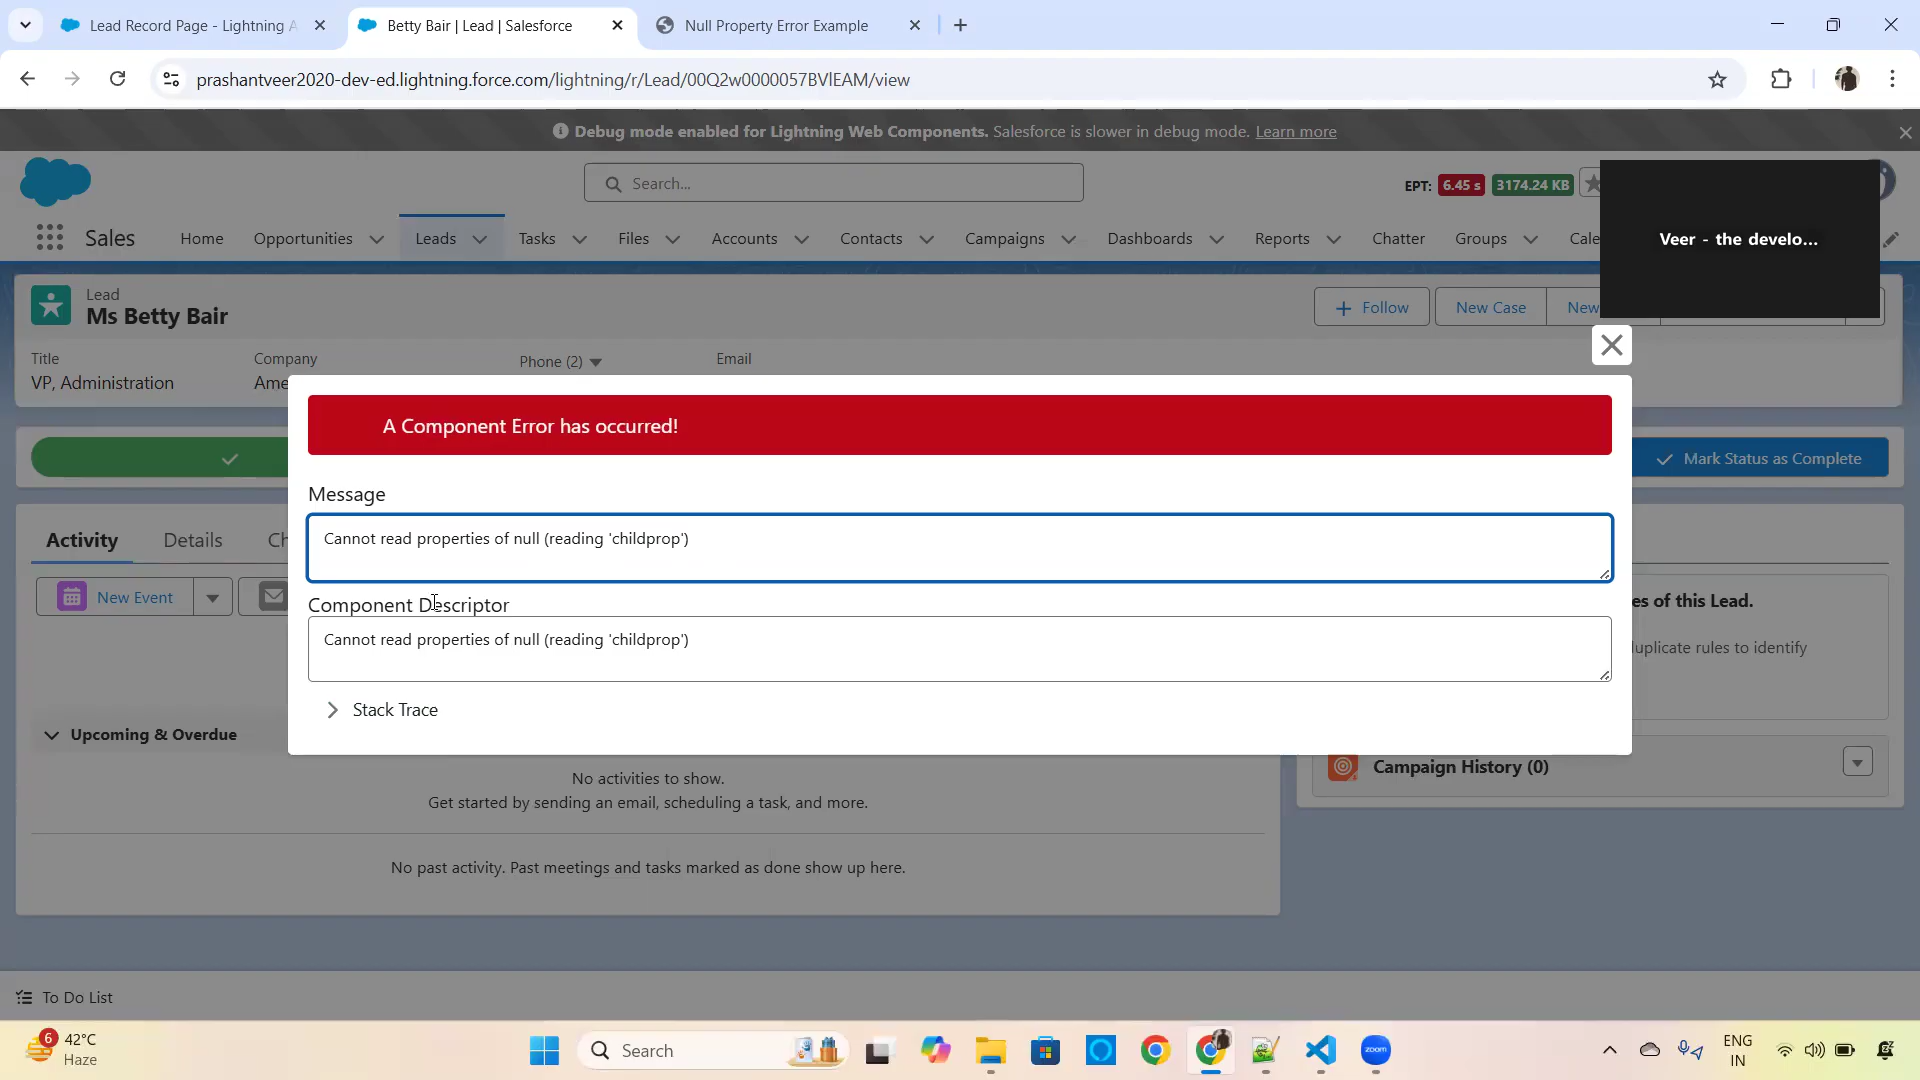 Lead Record Page - Lightning A
Betty Bair | Lead | Salesforce
Null Property Error Example
prashantveer2020-dev-ed.lightning.force.com/lightning/r/Lead/00Q2w0000057BVlEAM/view
Debug mode enabled for Lightning Web Components. Salesforce is slower in debug mode. Learn more
Search...
EPT: 6.45 s 3174.24 KB
Veer - the develo...
Sales
Home
Opportunities
Leads
Tasks
Files
Accounts
Contacts
Campaigns
Dashboards
Reports
Chatter
Groups
Cale
Lead
Ms Betty Bair
Follow
New Case
New
Title
VP, Administration
Company
Ame
Phone (2)
Email
A Component Error has occurred!
Message
Cannot read properties of null (reading 'childprop')
Component Descriptor
Cannot read properties of null (reading 'childprop')
Stack Trace
Mark Status as Complete
Activity
Details
Ch
New Event
Upcoming & Overdue
No activities to show.
Get started by sending an email, scheduling a task, and more.
No past activity. Past meetings and tasks marked as done show up here.
es of this Lead.
uplicate rules to identify
Campaign History (0)
To Do List
6
42°C
Haze
Search
zoom
ENG
IN